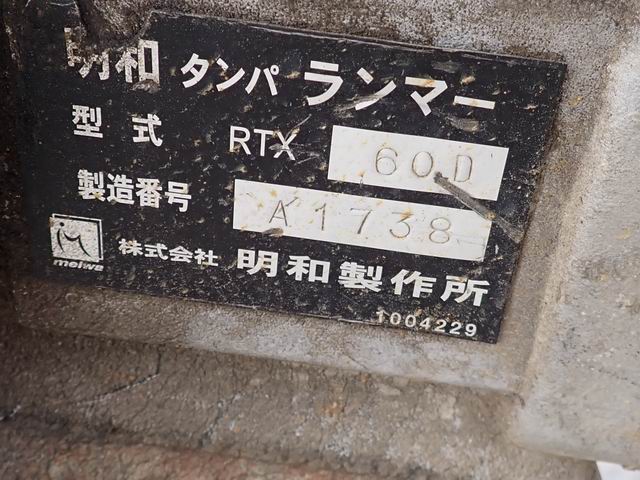 明和 タンパ ランマー
型式 RTX 60D
製造番号 A1738
meiwa 株式会社 明和製作所
1004229